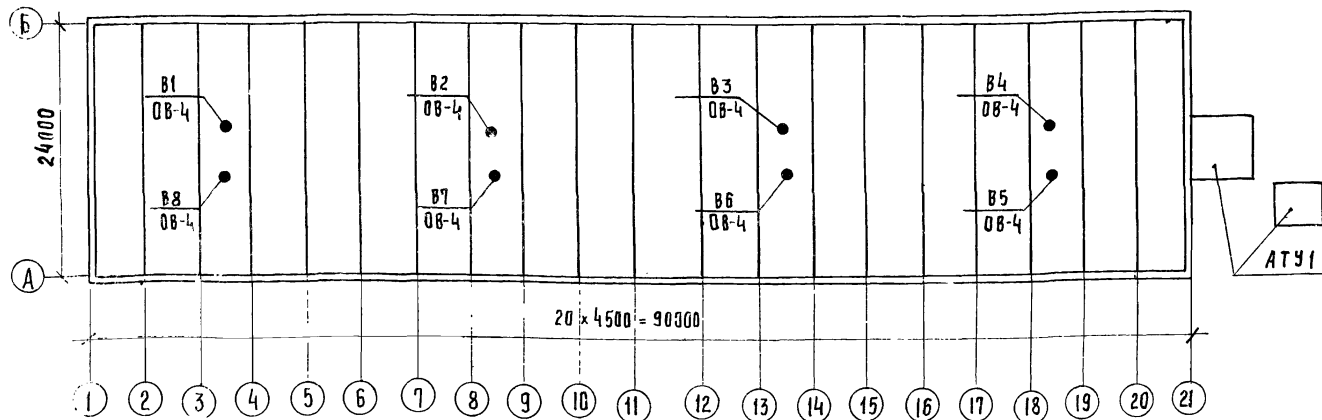 Б
В1
ОВ-4
В2
ОВ-4
В3
ОВ-4
В4
ОВ-4
24000
В8
ОВ-4
В7
ОВ-4
В6
ОВ-4
В5
ОВ-4
А
АТУ1
20 × 4500 = 90000
1 2 3 4 5 6 7 8 9 10 11 12 13 14 15 16 17 18 19 20 21